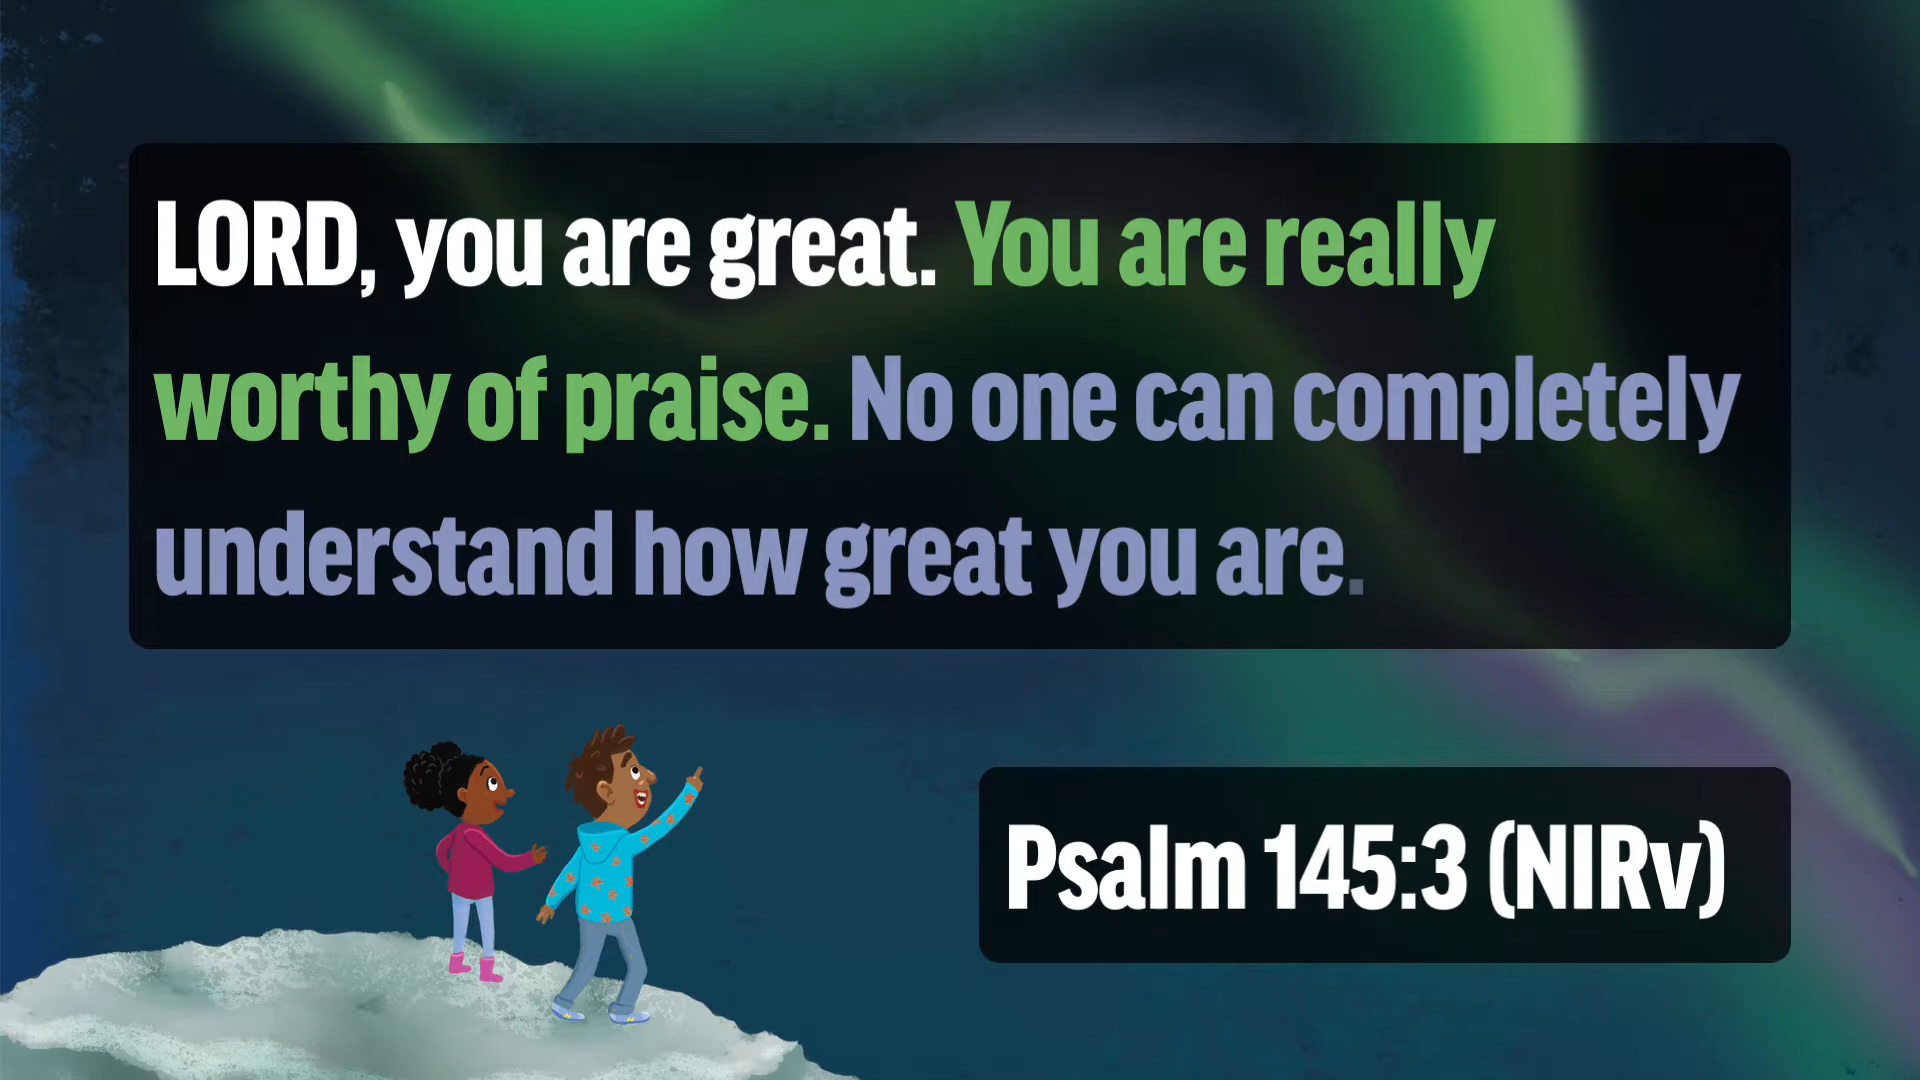 LORD, you are great. You are really
worthy of praise. No one can completely
understand how great you are.
Psalm 145:3 (NIRv)